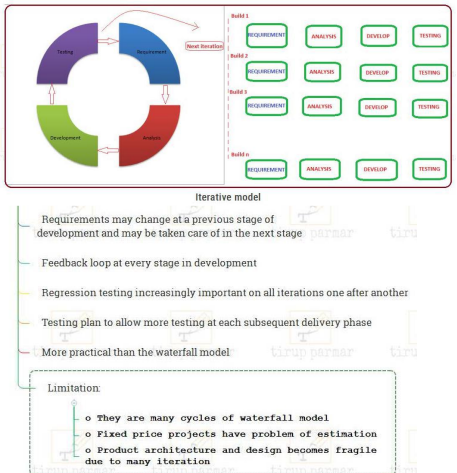 Testing
Requirement
Development
Analysis
Next Iteration
Build 1
REQUIREMENT
ANALYSIS
DEVELOP
TESTING
Build 2
REQUIREMENT
ANALYSIS
DEVELOP
TESTING
Build 3
REQUIREMENT
ANALYSIS
DEVELOP
TESTING
Build n
REQUIREMENT
ANALYSIS
DEVELOP
TESTING
Iterative model
Requirements may change at a previous stage of
development and may be taken care of in the next stage
Feedback loop at every stage in development
Regression testing increasingly important on all iterations one after another
Testing plan to allow more testing at each subsequent delivery phase
More practical than the waterfall model
Limitation:
o They are many cycles of waterfall model
o Fixed price projects have problem of estimation
o Product architecture and design becomes fragile
due to many iteration